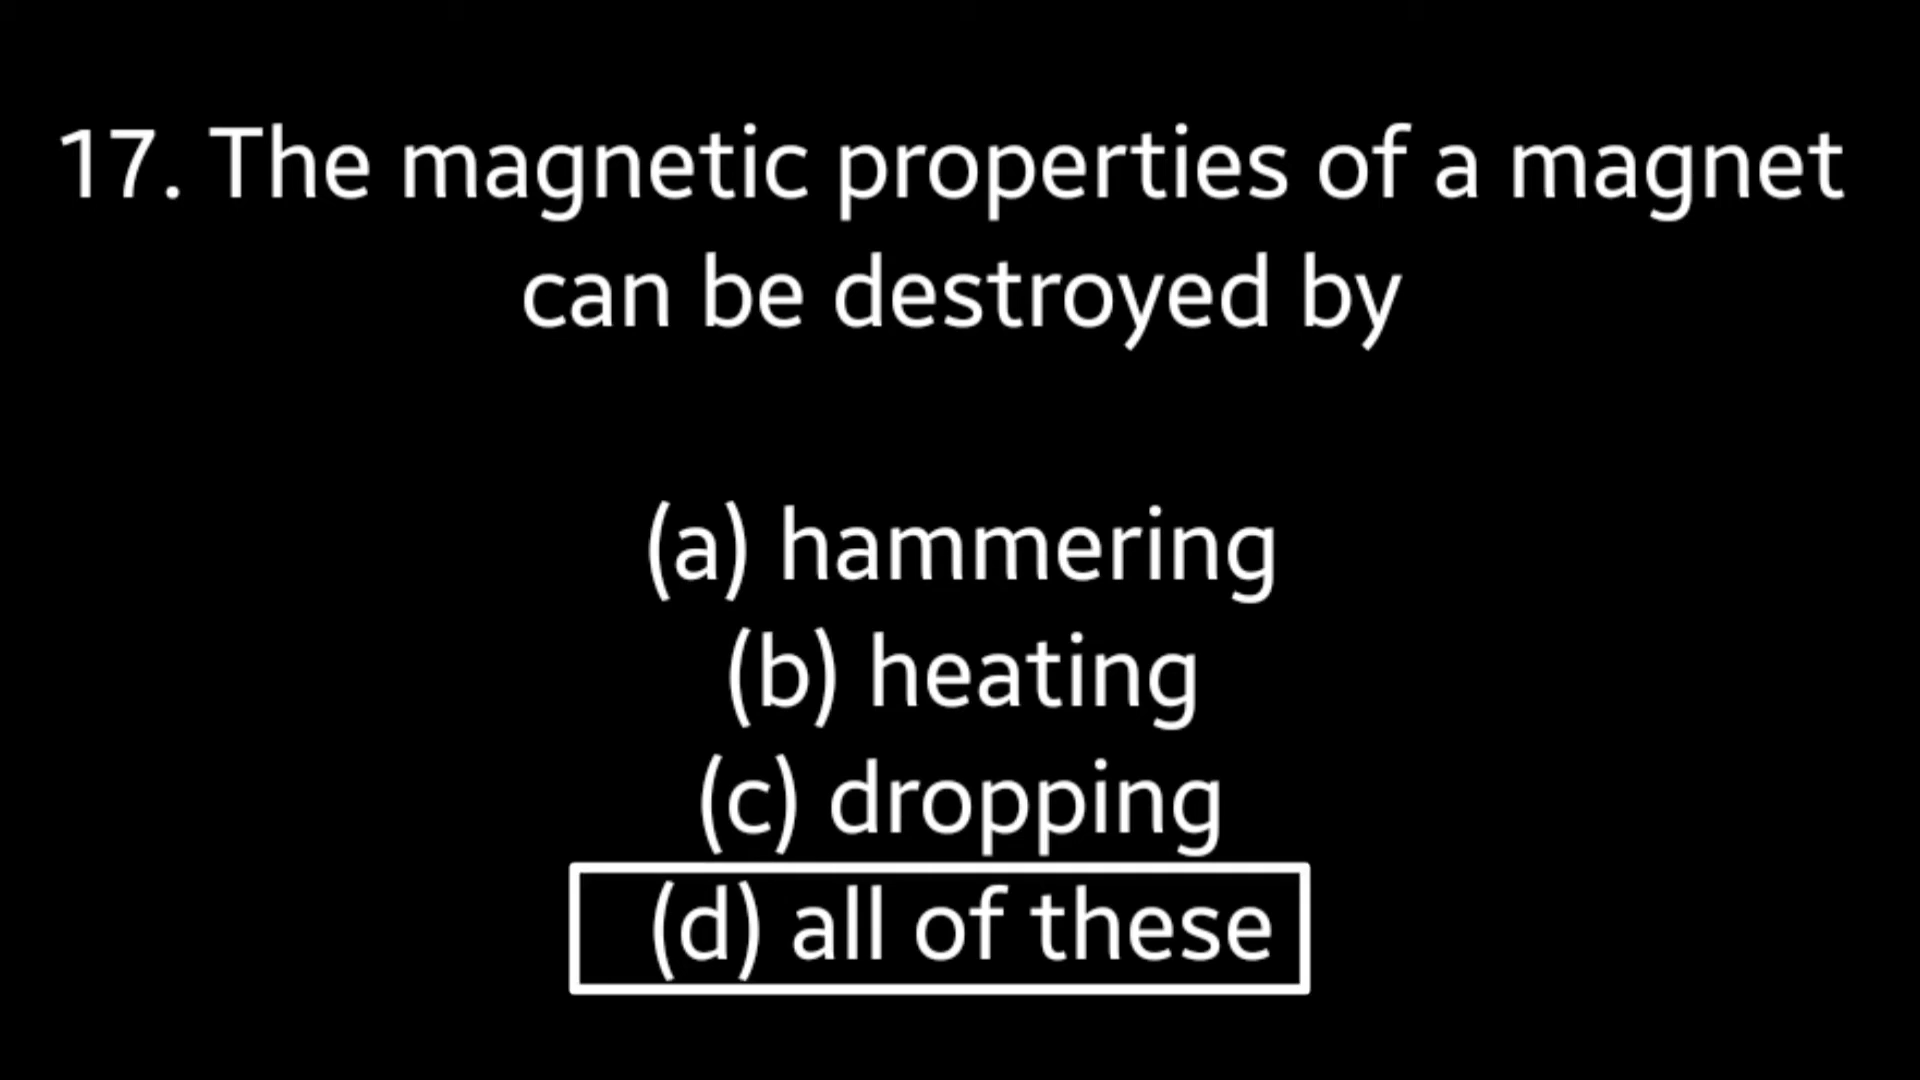 17. The magnetic properties of a magnet
can be destroyed by
(a) hammering
(b) heating
(c) dropping
(d) all of these